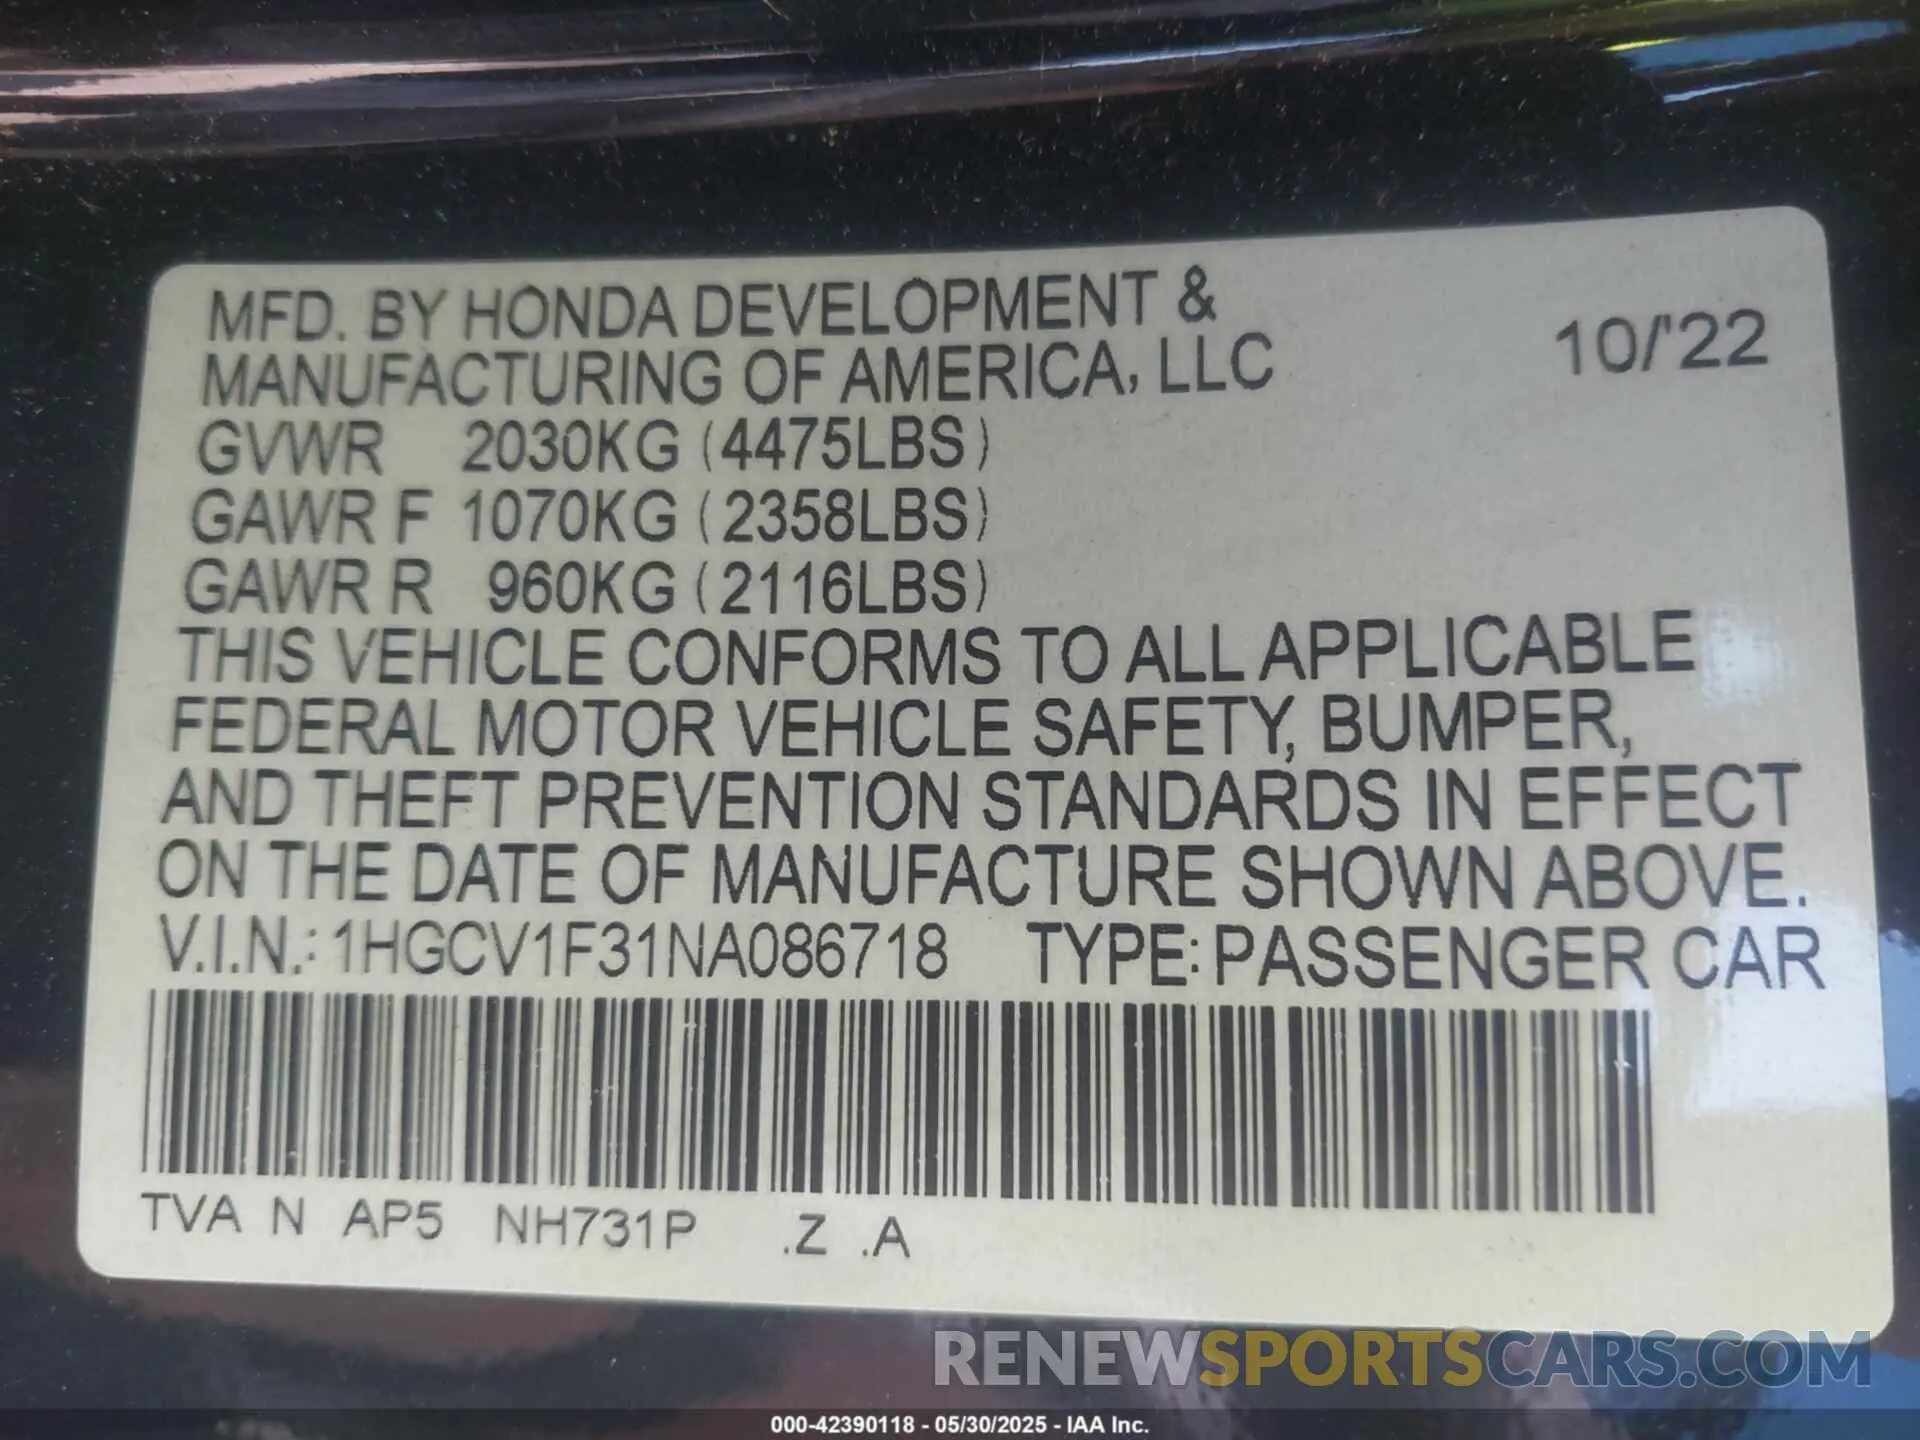 MFD. BY HONDA DEVELOPMENT &
MANUFACTURING OF AMERICA, LLC 10/'22
GVWR 2030KG (4475LBS)
GAWR F 1070KG (2358LBS)
GAWR R 960KG (2116LBS)
THIS VEHICLE CONFORMS TO ALL APPLICABLE
FEDERAL MOTOR VEHICLE SAFETY, BUMPER,
AND THEFT PREVENTION STANDARDS IN EFFECT
ON THE DATE OF MANUFACTURE SHOWN ABOVE.
V.I.N.: 1HGCV1F31NA086718 TYPE: PASSENGER CAR
TVA N AP5 NH731P .Z .A
RENEWSPORTSCARS.COM
000-42390118 - 05/30/2025 - IAA Inc.